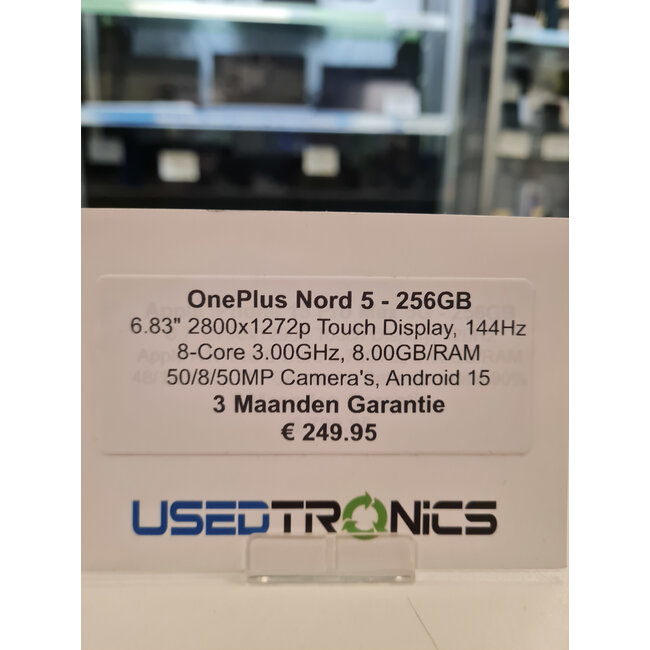 OnePlus Nord 5 - 256GB
6.83" 2800x1272p Touch Display, 144Hz
8-Core 3.00GHz, 8.00GB/RAM
50/8/50MP Camera's, Android 15
3 Maanden Garantie
€ 249.95
USEDTRONiCS